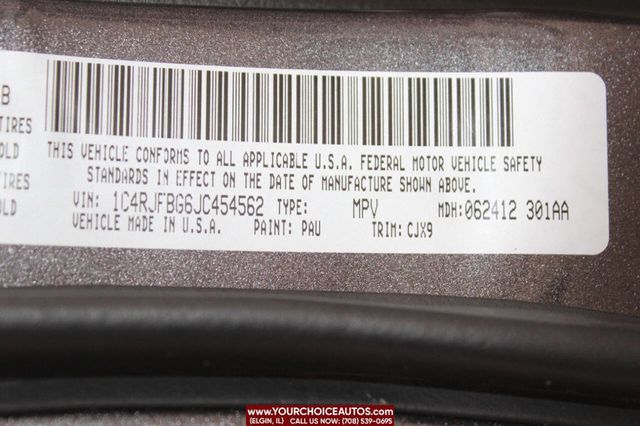 B
TIRES
OLD
TIRES
OLD
THIS VEHICLE CONFORMS TO ALL APPLICABLE U.S.A. FEDERAL MOTOR VEHICLE SAFETY
STANDARDS IN EFFECT ON THE DATE OF MANUFACTURE SHOWN ABOVE.
VIN: 1C4RJFBG6JC454562 TYPE: MPV MDH: 062412 301AA
VEHICLE MADE IN U.S.A. PAINT: PAU TRIM: CJX9
WWW.YOURCHOICEAUTOS.COM
(ELGIN, IL) CALL US NOW: (708) 539-0695